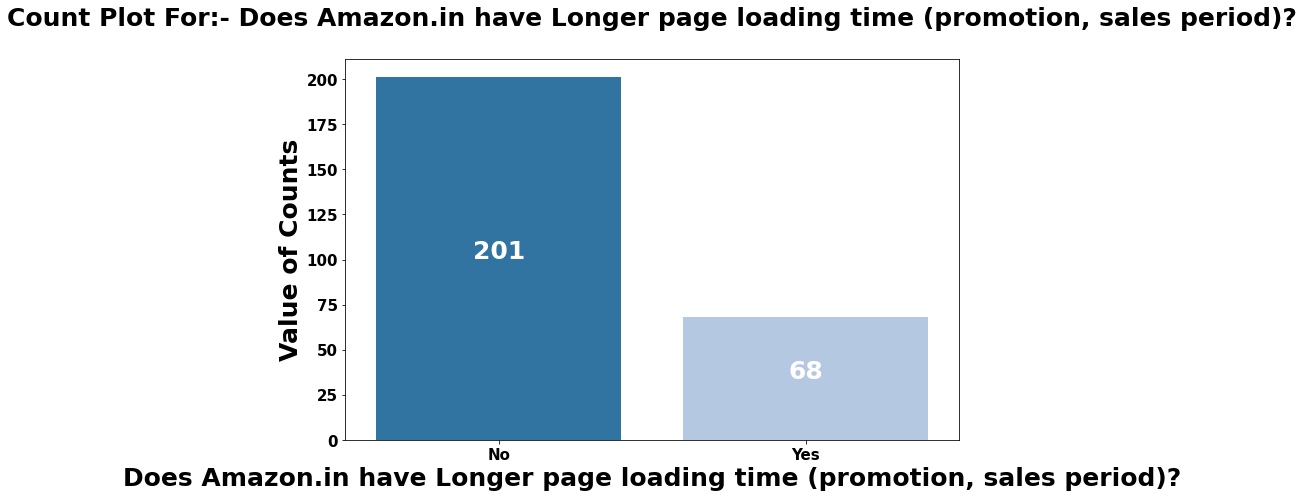 Count Plot For:- Does Amazon.in have Longer page loading time (promotion, sales period)?
Value of Counts
200
175
150
125
100
75
50
25
0
201
68
No
Yes
Does Amazon.in have Longer page loading time (promotion, sales period)?